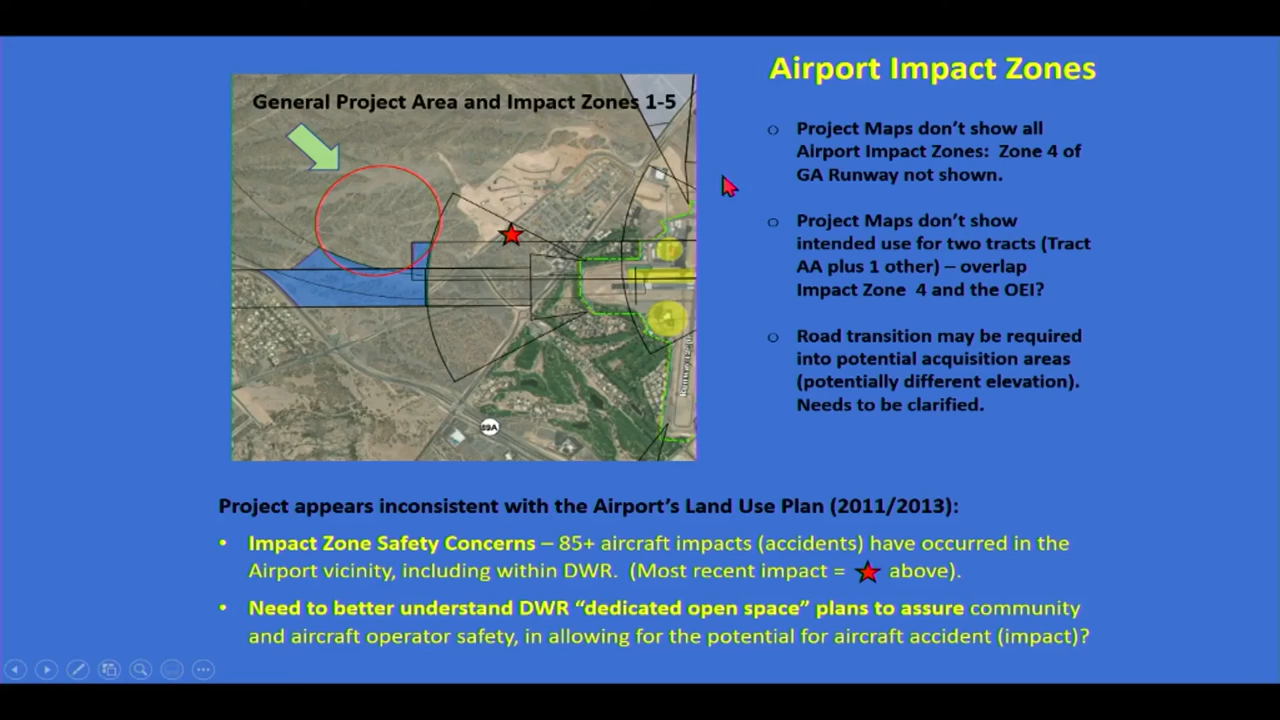 Airport Impact Zones
General Project Area and Impact Zones 1-5
89A
o Project Maps don't show all
Airport Impact Zones: Zone 4 of
GA Runway not shown.
o Project Maps don't show
intended use for two tracts (Tract
AA plus 1 other) – overlap
Impact Zone 4 and the OEI?
o Road transition may be required
into potential acquisition areas
(potentially different elevation).
Needs to be clarified.
Project appears inconsistent with the Airport's Land Use Plan (2011/2013):
• Impact Zone Safety Concerns – 85+ aircraft impacts (accidents) have occurred in the
Airport vicinity, including within DWR. (Most recent impact = above).
• Need to better understand DWR "dedicated open space" plans to assure community
and aircraft operator safety, in allowing for the potential for aircraft accident (impact)?